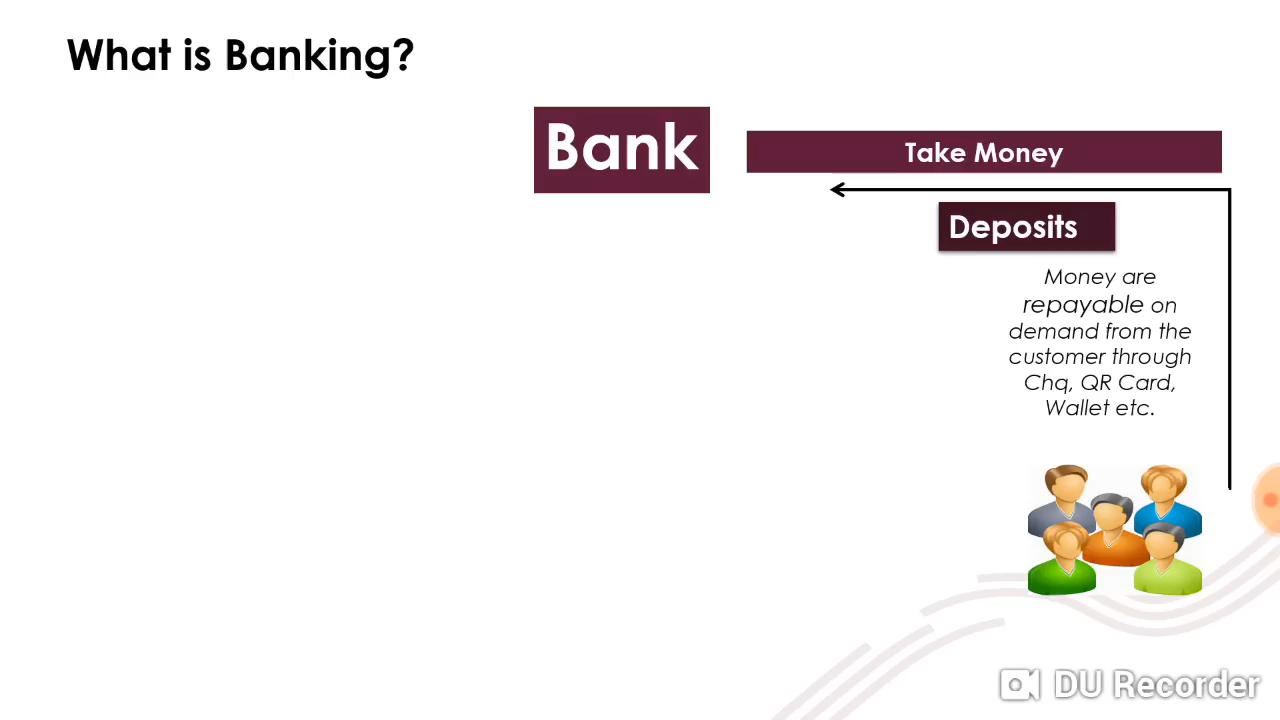 What is Banking?
Bank
Take Money
Deposits
Money are
repayable on
demand from the
customer through
Chq, QR Card,
Wallet etc.
DU Recorder